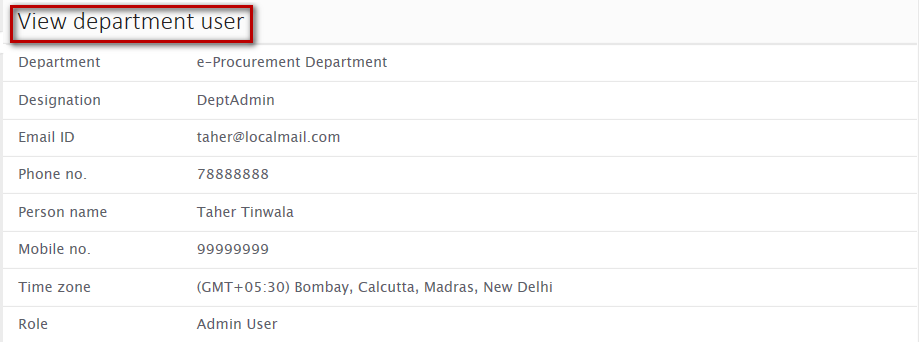 View department user
Department e-Procurement Department
Designation DeptAdmin
Email ID taher@localmail.com
Phone no. 78888888
Person name Taher Tinwala
Mobile no. 99999999
Time zone (GMT+05:30) Bombay, Calcutta, Madras, New Delhi
Role Admin User